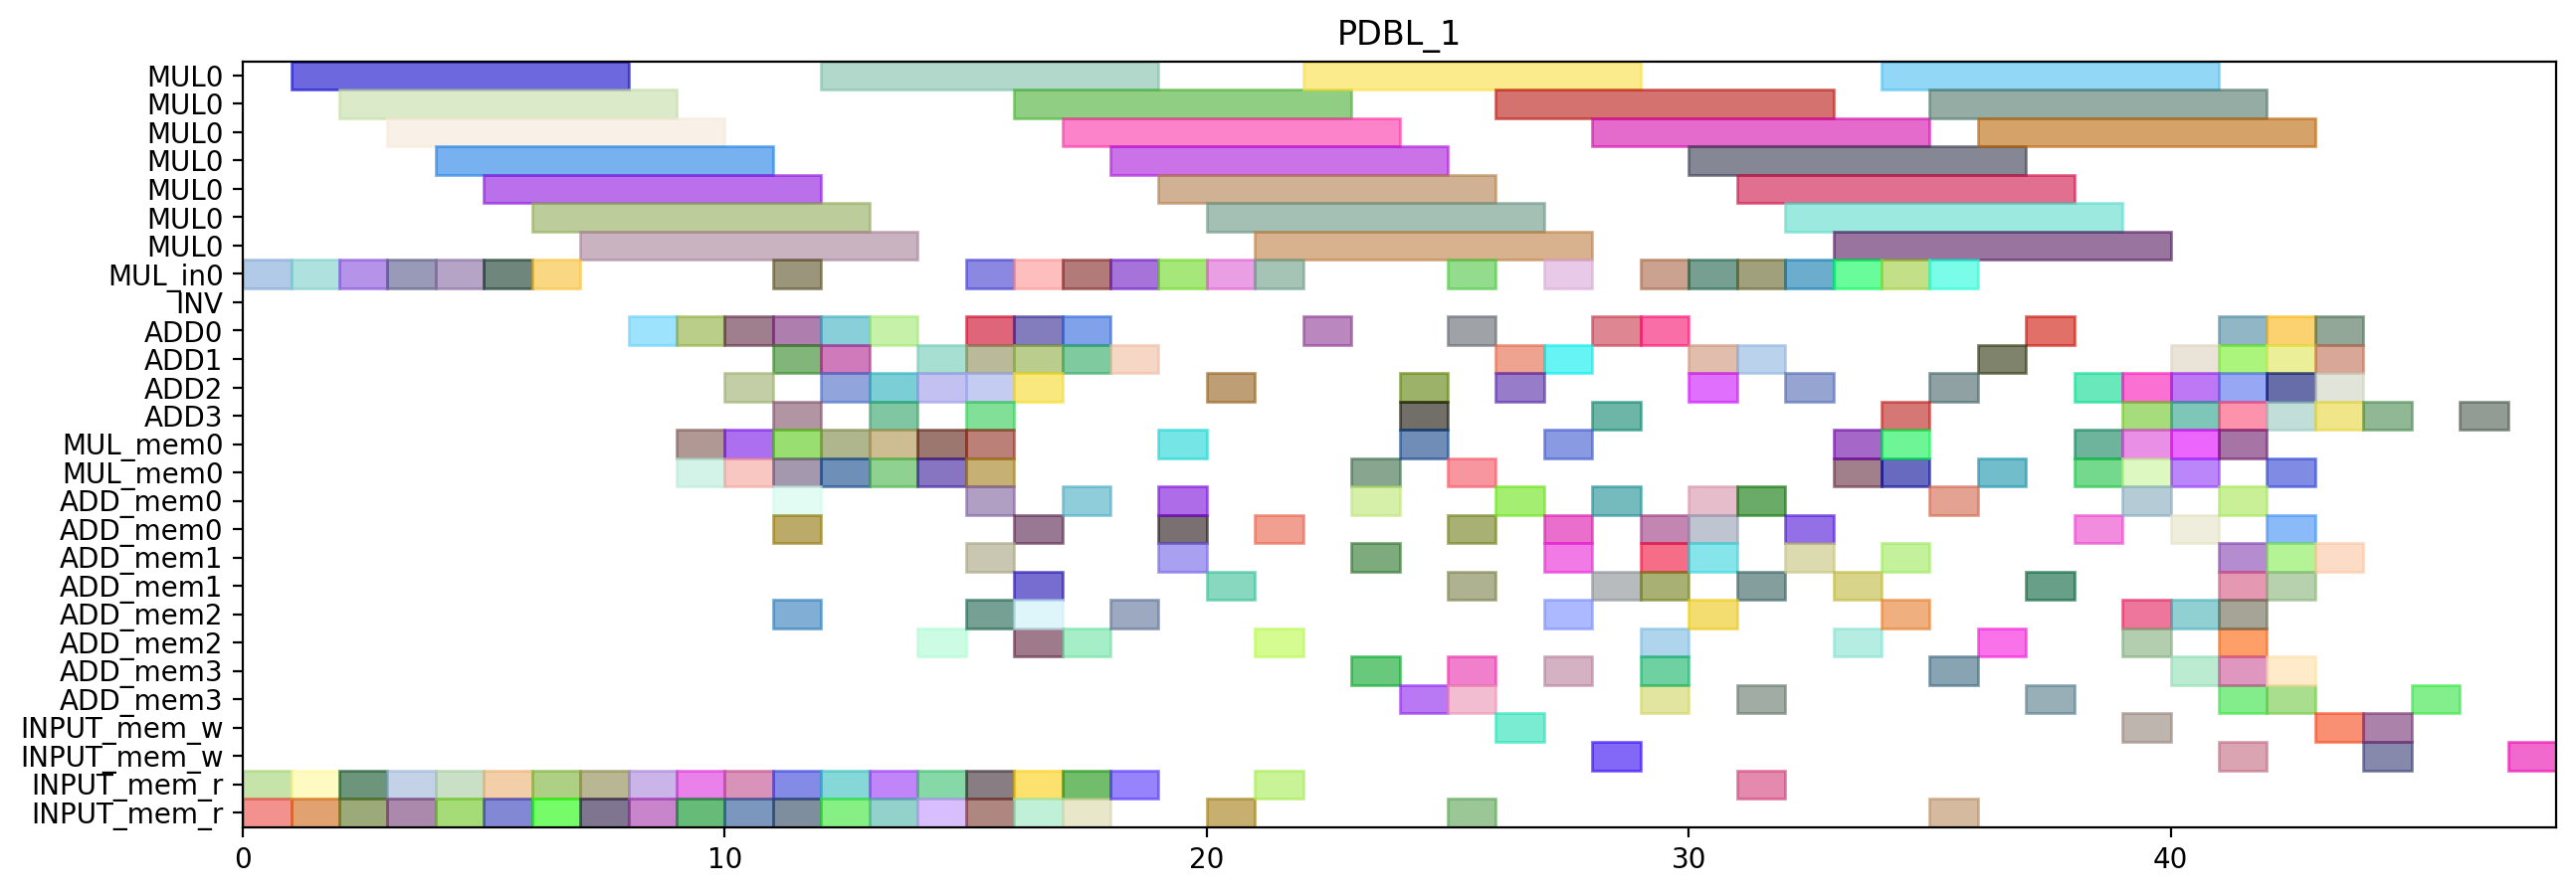 PDBL_1
MUL0
MUL0
MUL0
MUL0
MUL0
MUL0
MUL0
MUL_in0
INV
ADD0
ADD1
ADD2
ADD3
MUL_mem0
MUL_mem0
ADD_mem0
ADD_mem0
ADD_mem1
ADD_mem1
ADD_mem2
ADD_mem2
ADD_mem3
ADD_mem3
INPUT_mem_w
INPUT_mem_w
INPUT_mem_r
INPUT_mem_r
0 10 20 30 40